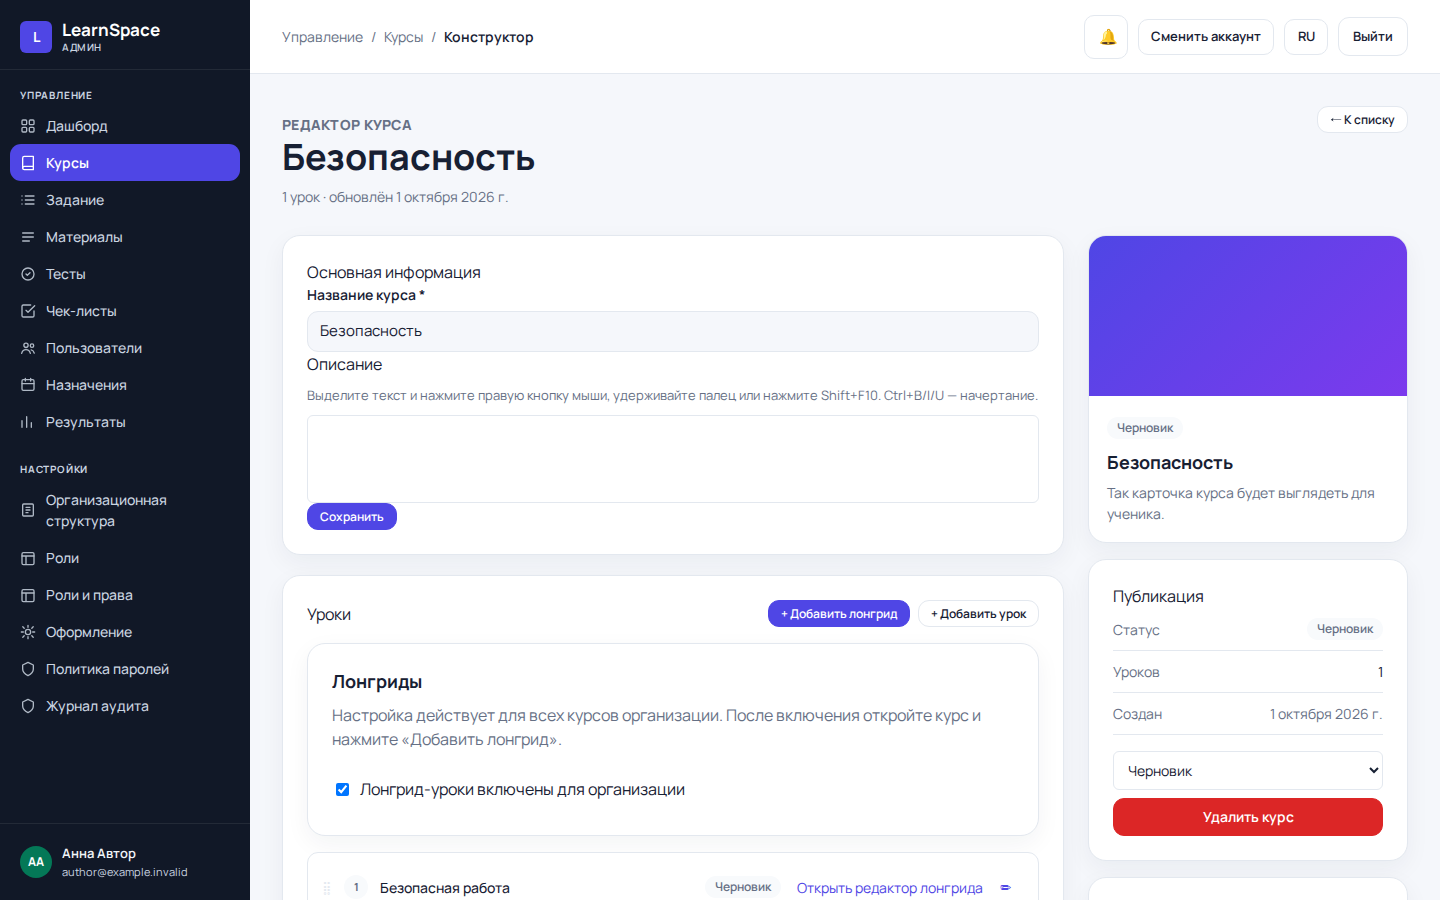 L
LearnSpace
АДМИН
УПРАВЛЕНИЕ
Дашборд
Курсы
Задание
Материалы
Тесты
Чек-листы
Пользователи
Назначения
Результаты
НАСТРОЙКИ
Организационная
структура
Роли
Роли и права
Оформление
Политика паролей
Журнал аудита
АА
Анна Автор
author@example.invalid
Управление / Курсы / Конструктор
Сменить аккаунт
RU
Выйти
РЕДАКТОР КУРСА
Безопасность
1 урок · обновлён 1 октября 2026 г.
← К списку
Основная информация
Название курса *
Безопасность
Описание
Выделите текст и нажмите правую кнопку мыши, удерживайте палец или нажмите Shift+F10. Ctrl+B/I/U — начертание.
Сохранить
Уроки
+ Добавить лонгрид
+ Добавить урок
Лонгриды
Настройка действует для всех курсов организации. После включения откройте курс и
нажмите «Добавить лонгрид».
Лонгрид-уроки включены для организации
1
Безопасная работа
Черновик
Открыть редактор лонгрида
Черновик
Безопасность
Так карточка курса будет выглядеть для
ученика.
Публикация
Статус
Черновик
Уроков
1
Создан
1 октября 2026 г.
Черновик
Удалить курс